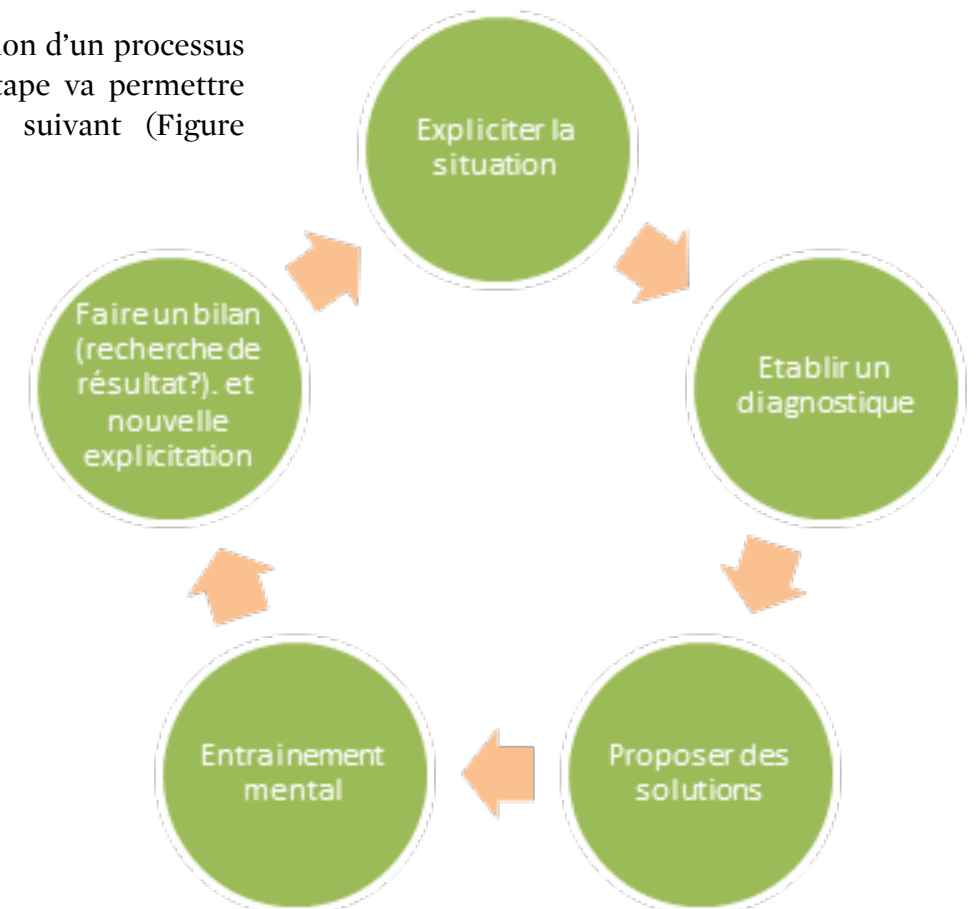 ion d'un processus
tape va permettre
suivant (Figure
Expliciter la
situation
Etablir un
diagnostique
Proposer des
solutions
Entrainement
mental
Faire un bilan
(recherche de
résultat?). et
nouvelle
explicitation